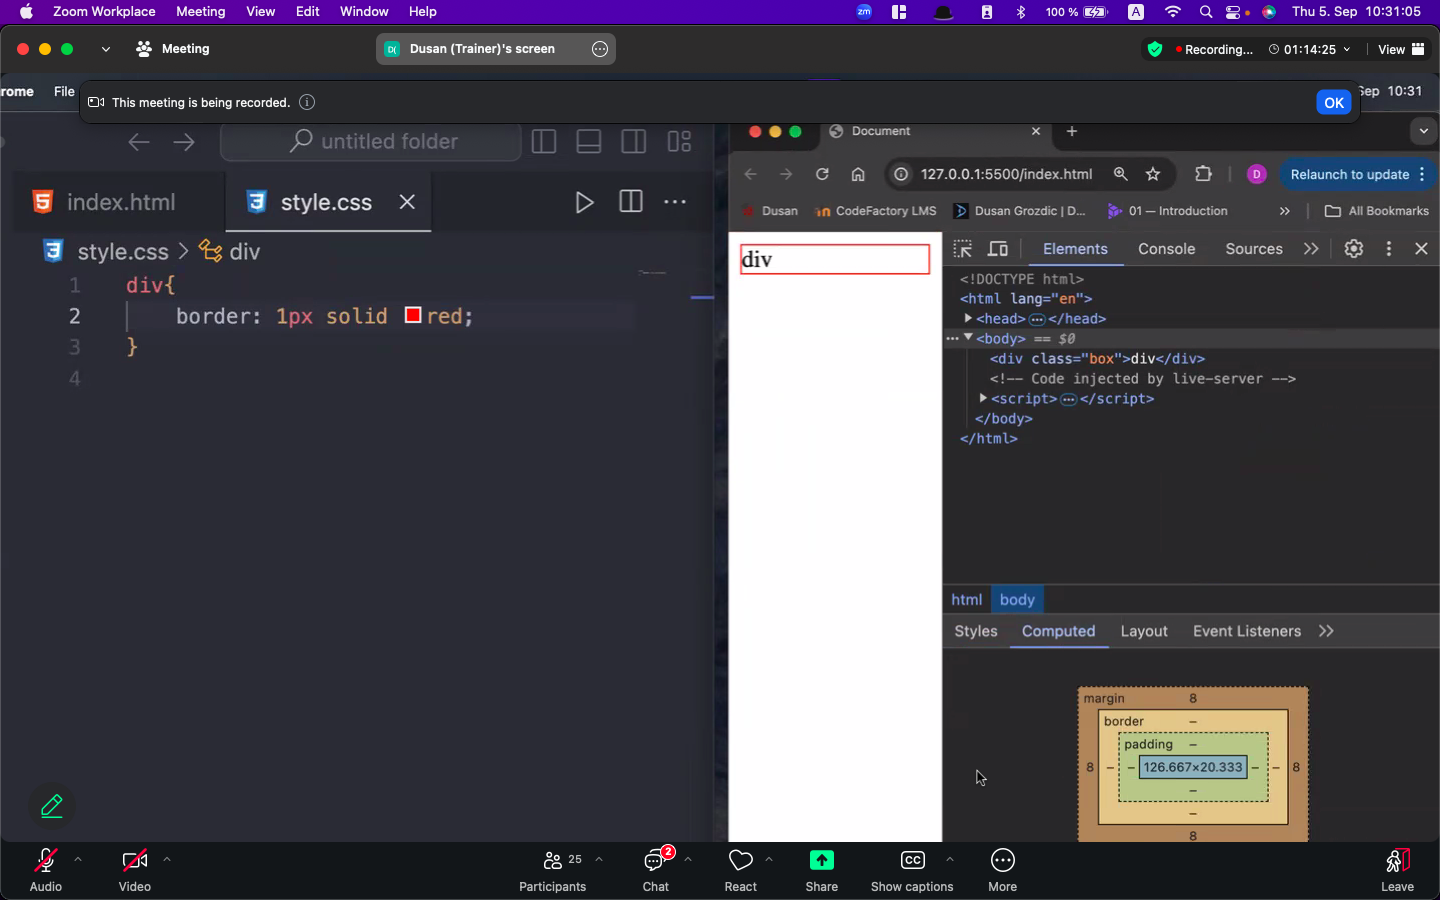 Zoom Workplace Meeting View Edit Window Help 100 % A Thu 5. Sep 10:31:05
Meeting
Dusan (Trainer)'s screen
Recording... 01:14:25 View
rome File
Sep 10:31
This meeting is being recorded.
OK
untitled folder
index.html
style.css
style.css > div
1 div{
2 border: 1px solid red;
3 }
4
Document
127.0.0.1:5500/index.html
D
Relaunch to update
Dusan
CodeFactory LMS
Dusan Grozdic | D...
01 — Introduction
All Bookmarks
div
Elements Console Sources
<!DOCTYPE html>
<html lang="en">
<head>…</head>
<body> == $0
<div class="box">div</div>
<!-- Code injected by live-server -->
<script>…</script>
</body>
</html>
html body
Styles Computed Layout Event Listeners
margin 8
border –
padding –
8 – – 126.667×20.333 – – 8
–
–
8
Audio
Video
25
Participants
2
Chat
React
Share
CC
Show captions
More
Leave